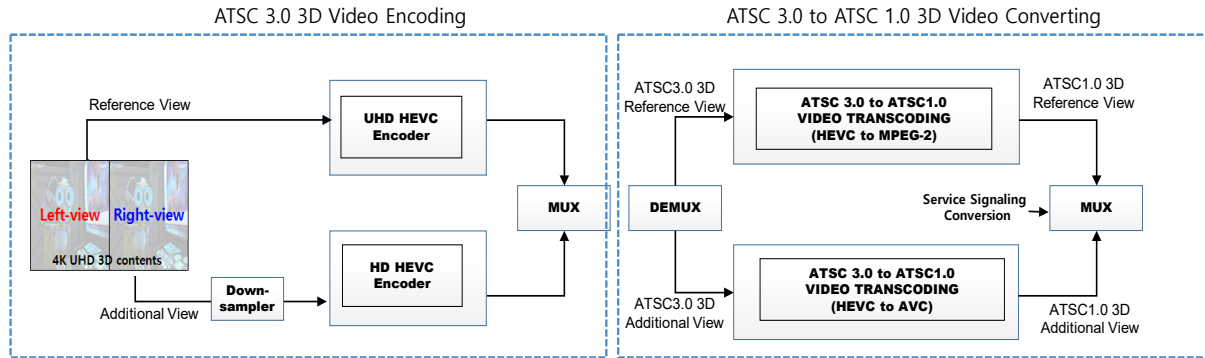 ATSC 3.0 3D Video Encoding
Reference View
UHD HEVC
Encoder
Left-view
Right-view
4K UHD 3D contents
Additional View
Down-
sampler
HD HEVC
Encoder
MUX
ATSC 3.0 to ATSC 1.0 3D Video Converting
ATSC3.0 3D
Reference View
ATSC 3.0 to ATSC1.0
VIDEO TRANSCODING
(HEVC to MPEG-2)
ATSC1.0 3D
Reference View
DEMUX
Service Signaling
Conversion
MUX
ATSC3.0 3D
Additional View
ATSC 3.0 to ATSC1.0
VIDEO TRANSCODING
(HEVC to AVC)
ATSC1.0 3D
Additional View